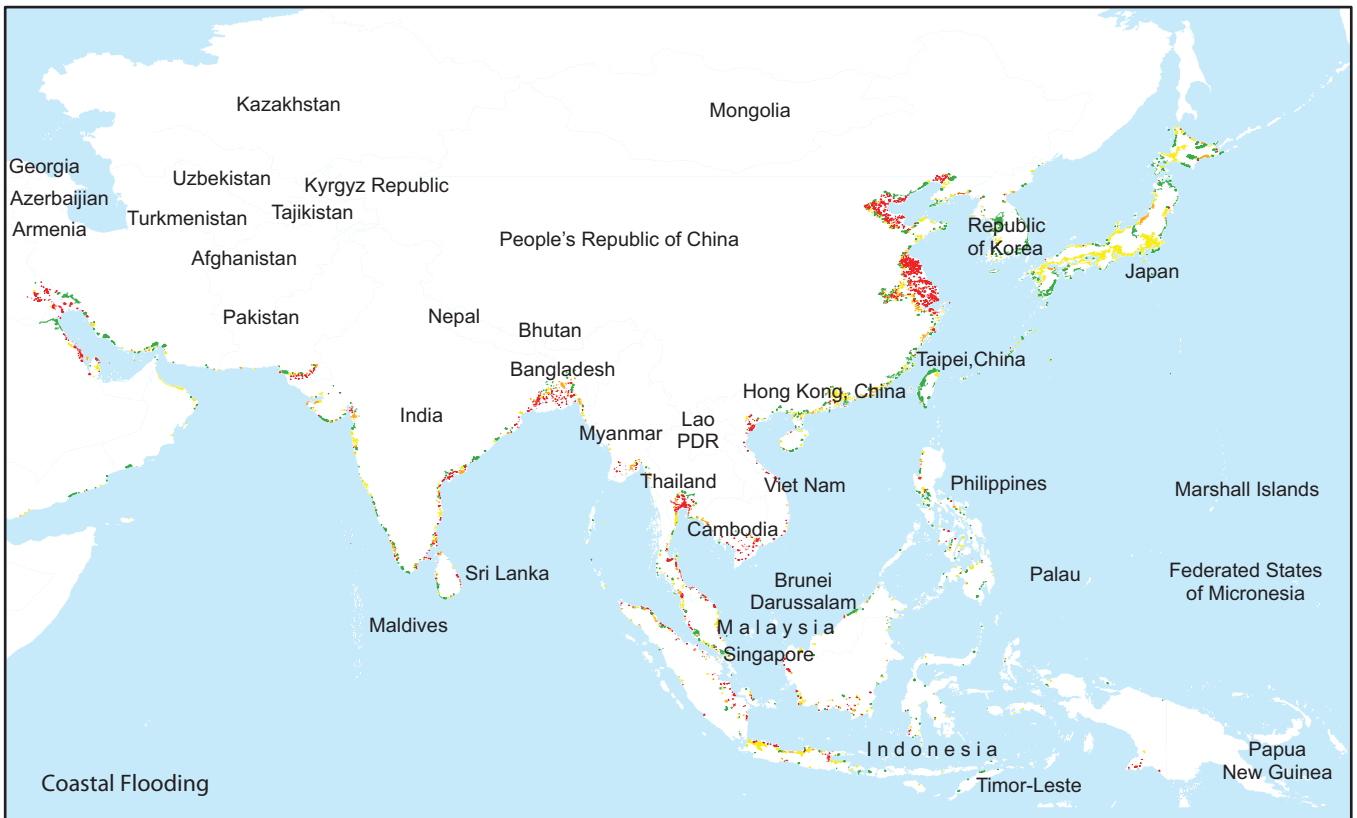 Kazakhstan
Mongolia
Georgia
Uzbekistan
Kyrgyz Republic
Azerbaijian
Tajikistan
Turkmenistan
Armenia
People's Republic of China
Republic
of Korea
Afghanistan
Japan
Pakistan
Nepal
Bhutan
Taipei,China
Bangladesh
Hong Kong, China
India
Lao
PDR
Myanmar
Thailand
Viet Nam
Philippines
Marshall Islands
Cambodia
Sri Lanka
Brunei
Darussalam
Palau
Federated States
of Micronesia
Maldives
Malaysia
Singapore
Indonesia
Papua
New Guinea
Timor-Leste
Coastal Flooding